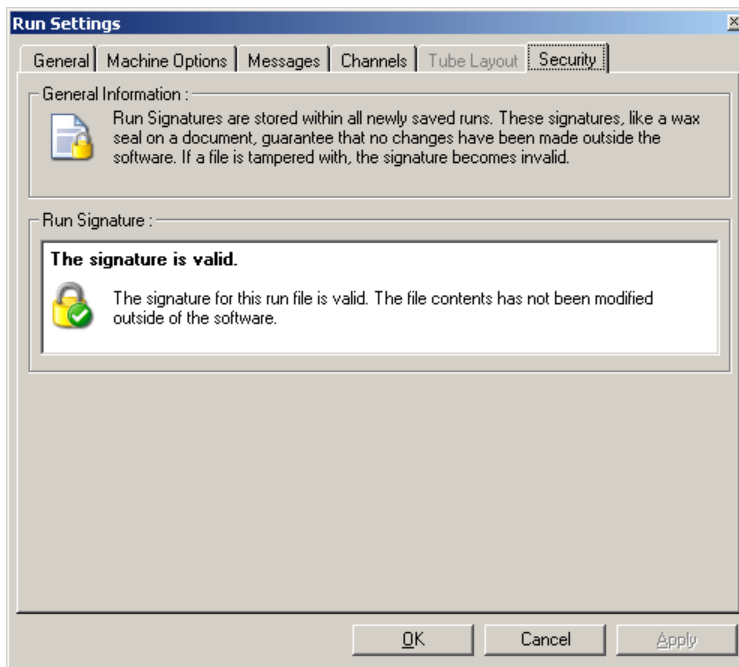 Run Settings
General Machine Options Messages Channels Tube Layout Security
General Information :
Run Signatures are stored within all newly saved runs. These signatures, like a wax
seal on a document, guarantee that no changes have been made outside the
software. If a file is tampered with, the signature becomes invalid.
Run Signature :
The signature is valid.
The signature for this run file is valid. The file contents has not been modified
outside of the software.
OK Cancel Apply